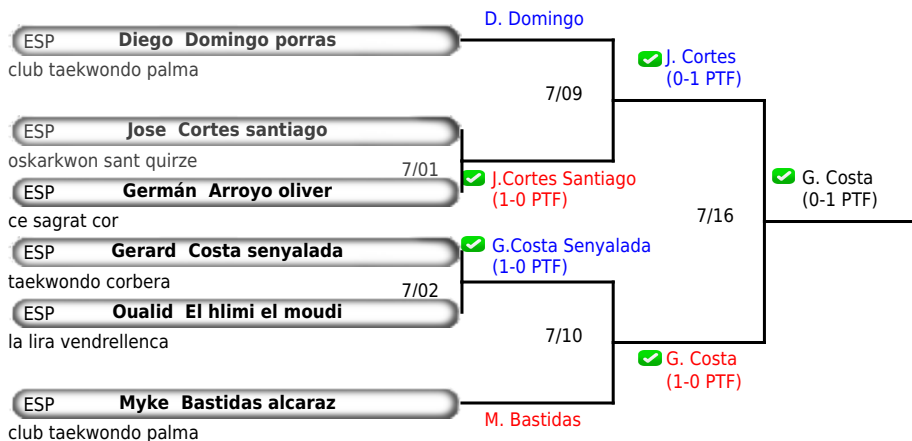 D. Domingo
ESP Diego Domingo porras
club taekwondo palma
J. Cortes
(0-1 PTF)
7/09
ESP Jose Cortes santiago
oskarkwon sant quirze
7/01
J.Cortes Santiago
(1-0 PTF)
ESP Germán Arroyo oliver
ce sagrat cor
G. Costa
(0-1 PTF)
7/16
ESP Gerard Costa senyalada
taekwondo corbera
G.Costa Senyalada
(1-0 PTF)
7/02
ESP Oualid El hlimi el moudi
la lira vendrellenca
7/10
G. Costa
(1-0 PTF)
ESP Myke Bastidas alcaraz
club taekwondo palma
M. Bastidas